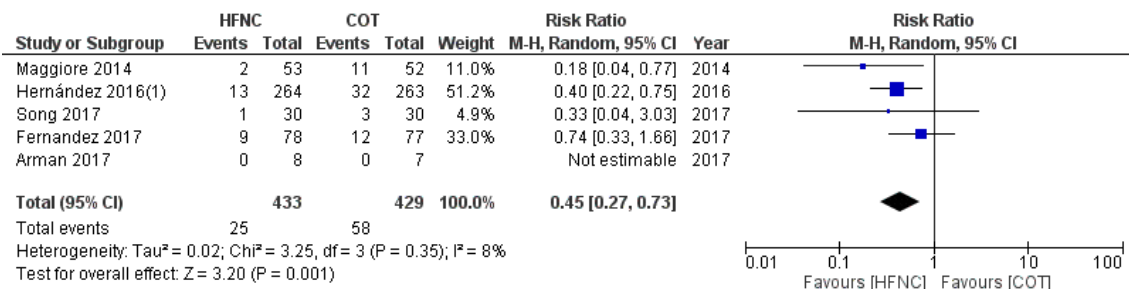 HFNC COT Risk Ratio Risk Ratio
Study or Subgroup Events Total Events Total Weight M-H, Random, 95% CI Year M-H, Random, 95% CI
Maggiore 2014 2 53 11 52 11.0% 0.18 [0.04, 0.77] 2014
Hernández 2016(1) 13 264 32 263 51.2% 0.40 [0.22, 0.75] 2016
Song 2017 1 30 3 30 4.9% 0.33 [0.04, 3.03] 2017
Fernandez 2017 9 78 12 77 33.0% 0.74 [0.33, 1.66] 2017
Arman 2017 0 8 0 7 Not estimable 2017
Total (95% CI) 433 429 100.0% 0.45 [0.27, 0.73]
Total events 25 58
Heterogeneity: Tau² = 0.02; Chi² = 3.25, df = 3 (P = 0.35); I² = 8%
Test for overall effect: Z = 3.20 (P = 0.001)
0.01 0.1 1 10 100
Favours [HFNC] Favours [COT]